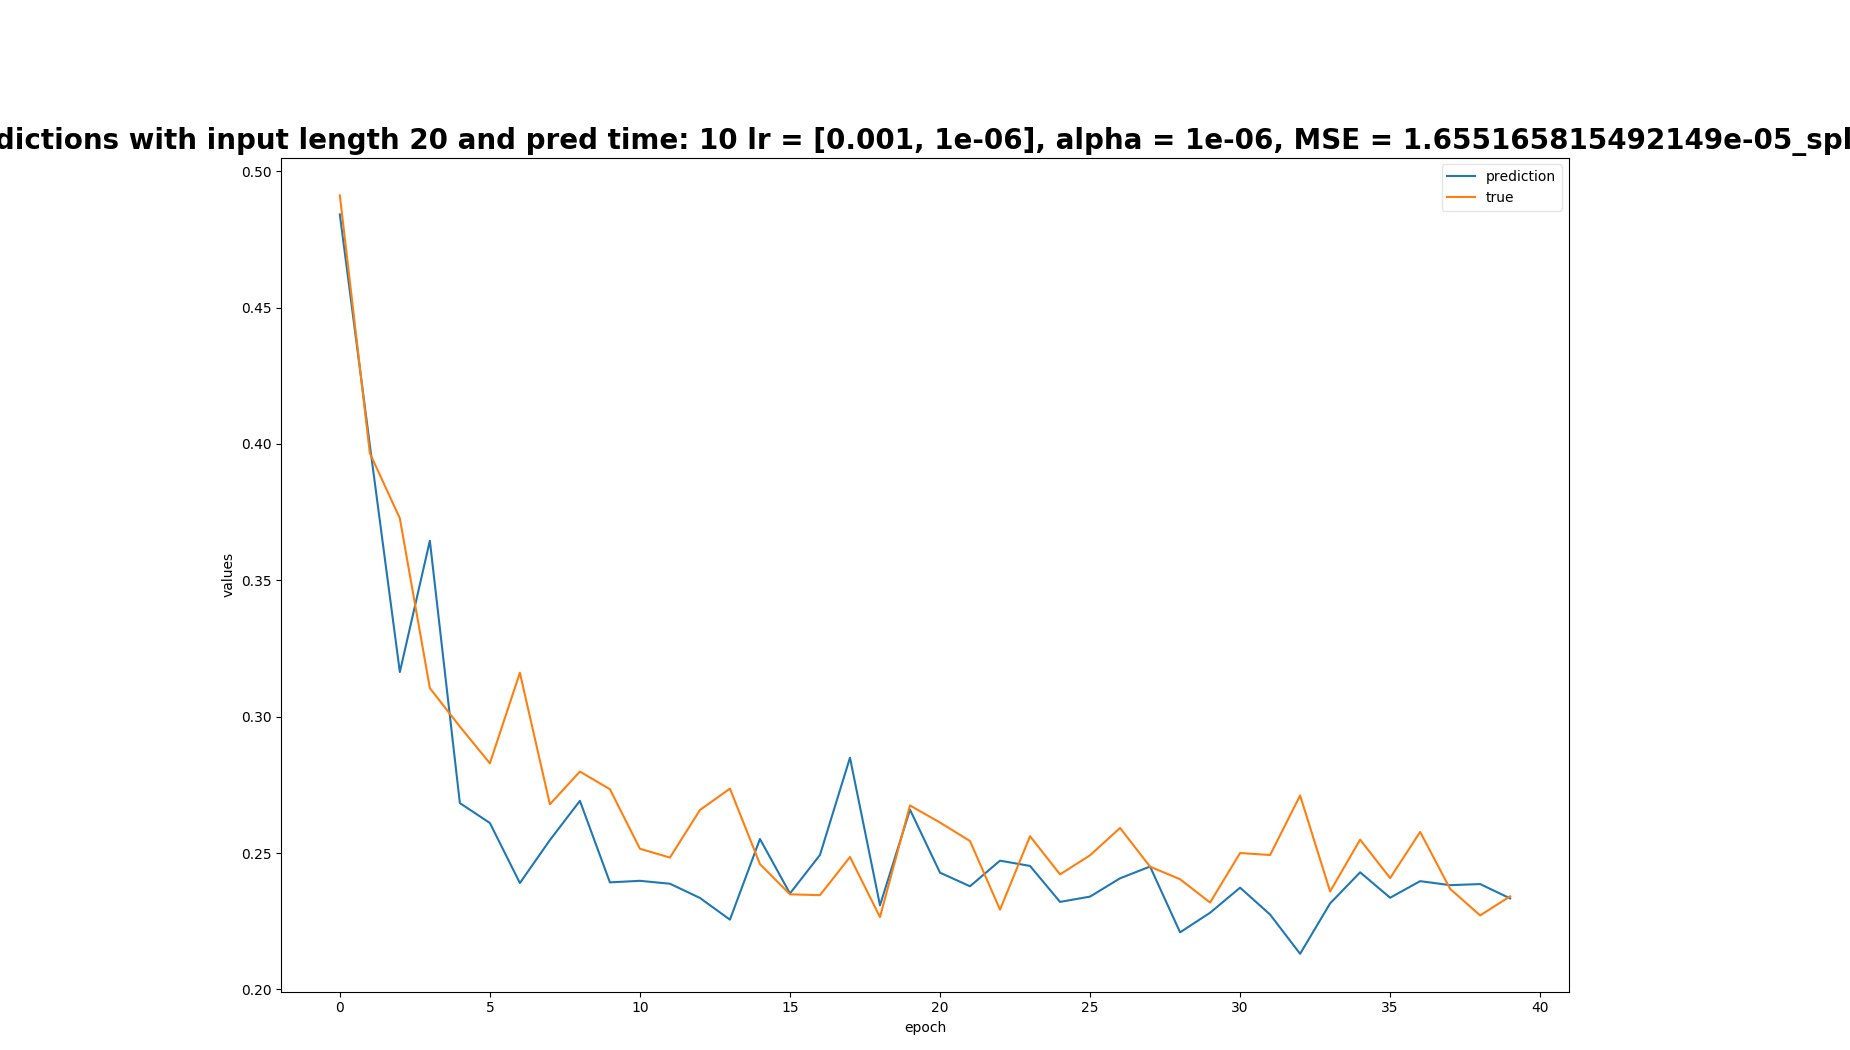 dictions with input length 20 and pred time: 10 lr = [0.001, 1e-06], alpha = 1e-06, MSE = 1.655165815492149e-05_spl
prediction
true
0.50
0.45
0.40
0.35
0.30
0.25
0.20
values
0 5 10 15 20 25 30 35 40
epoch